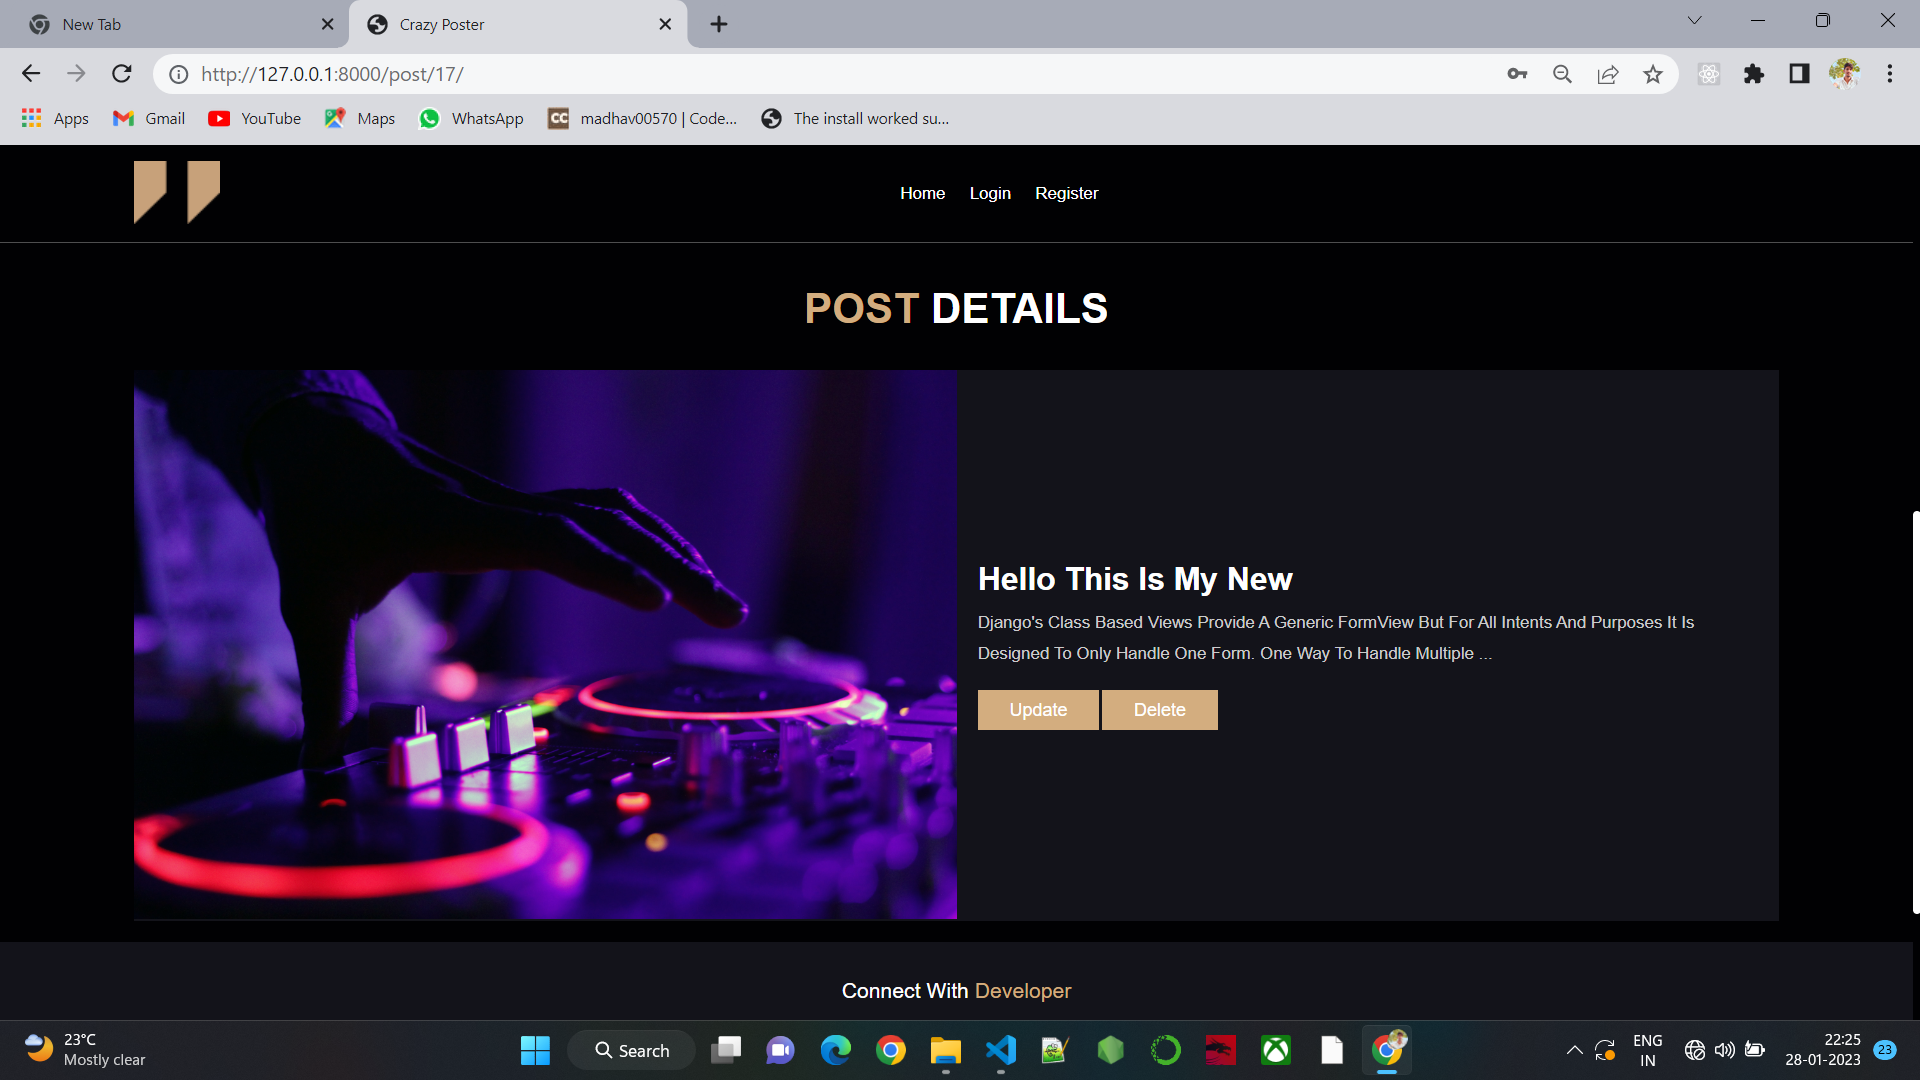 New Tab
Crazy Poster
http://127.0.0.1:8000/post/17/
Apps
Gmail
YouTube
Maps
WhatsApp
CC
madhav00570 | Code...
The install worked su...
Home
Login
Register
POST DETAILS
Hello This Is My New
Django's Class Based Views Provide A Generic FormView But For All Intents And Purposes It Is
Designed To Only Handle One Form. One Way To Handle Multiple ...
Update
Delete
Connect With Developer
23°C
Mostly clear
Search
ENG
IN
22:25
28-01-2023
23